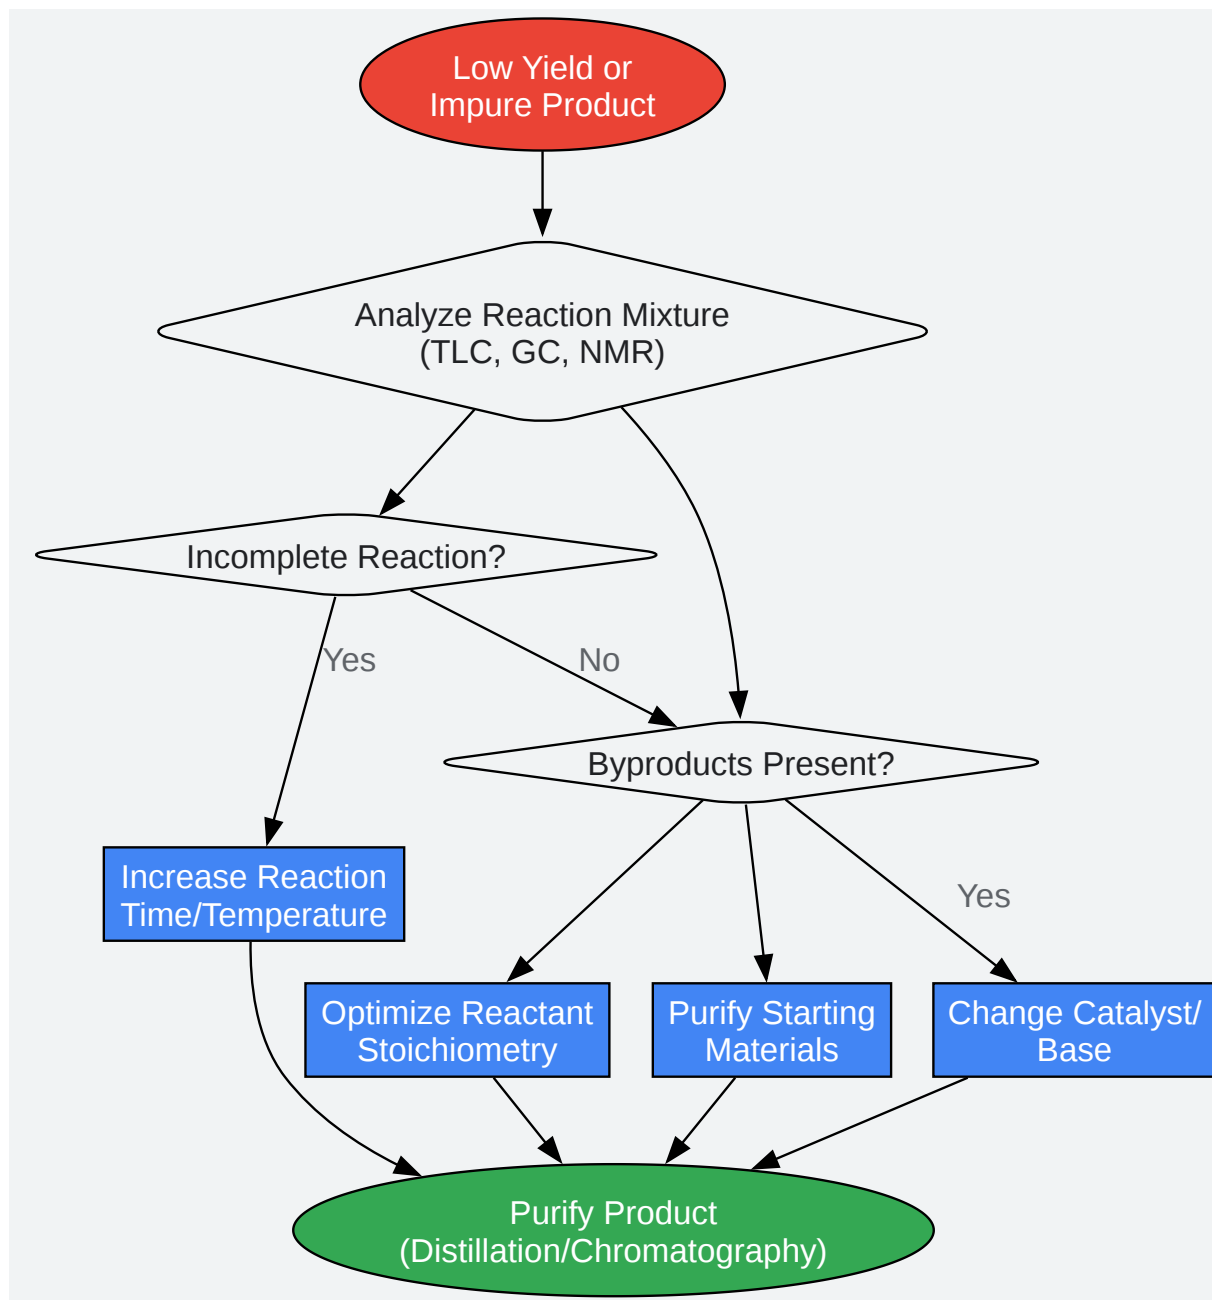 Low Yield or
Impure Product
Analyze Reaction Mixture
(TLC, GC, NMR)
Incomplete Reaction?
Yes
No
Byproducts Present?
Increase Reaction
Time/Temperature
Yes
Optimize Reactant
Stoichiometry
Purify Starting
Materials
Change Catalyst/
Base
Purify Product
(Distillation/Chromatography)